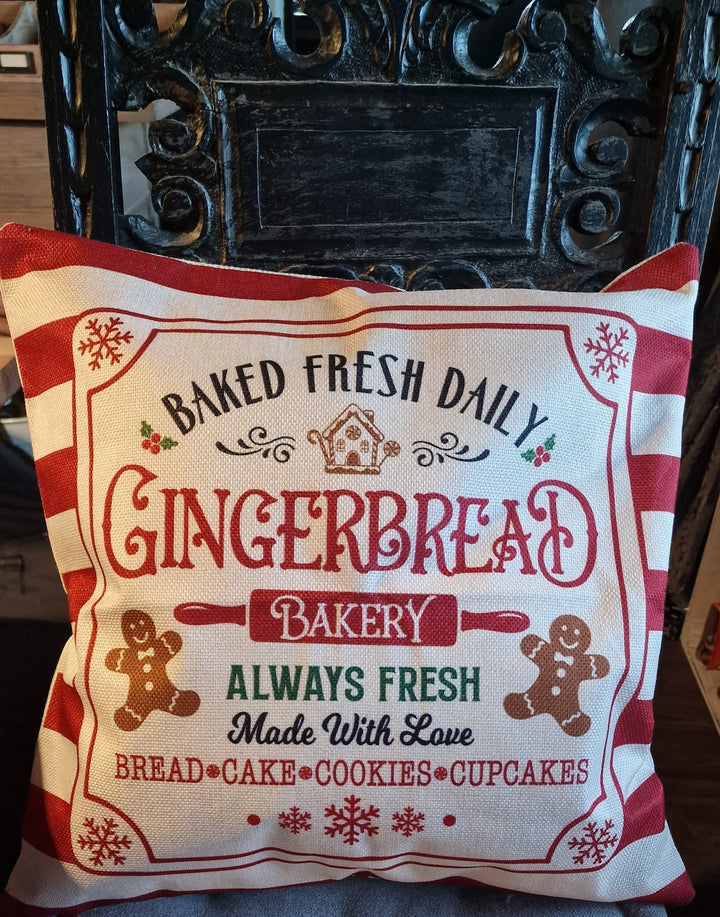 BAKED FRESH DAILY
GINGERBREAD
BAKERY
ALWAYS FRESH
Made With Love
BREAD•CAKE•COOKIES•CUPCAKES